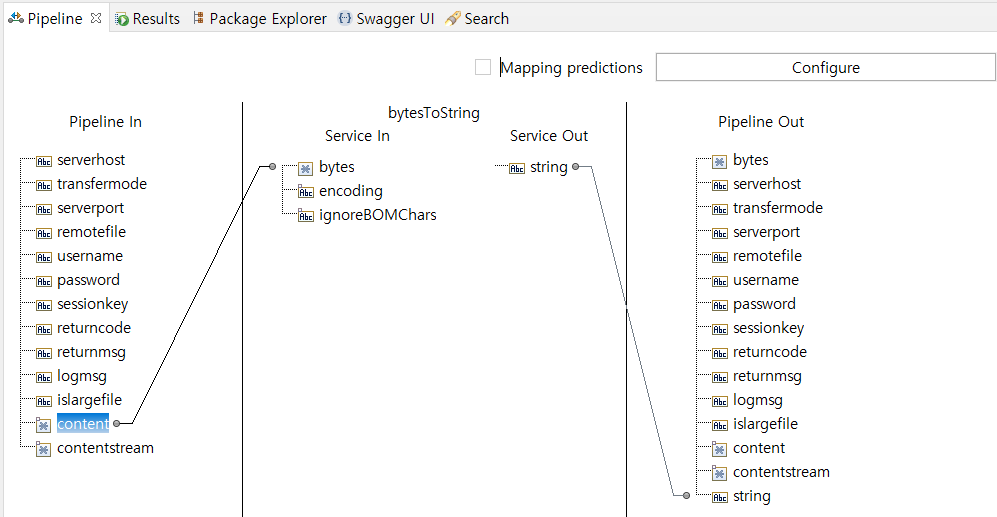 Pipeline Results Package Explorer Swagger UI Search
Mapping predictions Configure
bytesToString
Pipeline In Service In Service Out Pipeline Out
serverhost
transfermode
serverport
remotefile
username
password
sessionkey
returncode
returnmsg
logmsg
islargefile
content
contentstream
bytes
encoding
ignoreBOMChars
string
bytes
serverhost
transfermode
serverport
remotefile
username
password
sessionkey
returncode
returnmsg
logmsg
islargefile
content
contentstream
string